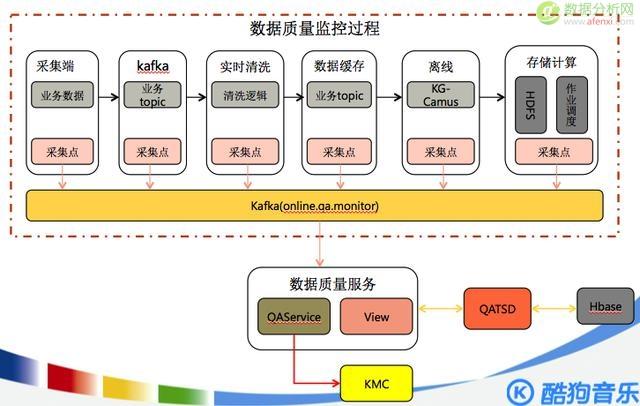 数据分析网
www.afenxi.com
数据质量监控过程
采集端
kafka
实时清洗
数据缓存
离线
存储计算
业务数据
业务
topic
清洗逻辑
业务topic
KG-
Camus
HDFS
作业调度
采集点
采集点
采集点
采集点
采集点
采集点
Kafka(online.qa.monitor)
数据质量服务
QAService
View
QATSD
Hbase
KMC
K 酷狗音乐